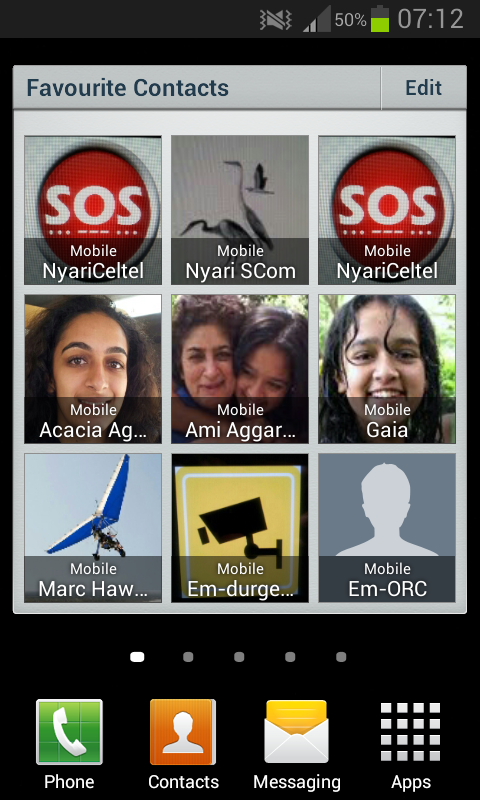 50% 07:12
Favourite Contacts Edit
SOS
Mobile
NyariCeltel
Mobile
Nyari SCom
SOS
Mobile
NyariCeltel
Mobile
Acacia Ag...
Mobile
Ami Aggar...
Mobile
Gaia
Mobile
Marc Haw...
Mobile
Em-durge...
Mobile
Em-ORC
Phone Contacts Messaging Apps